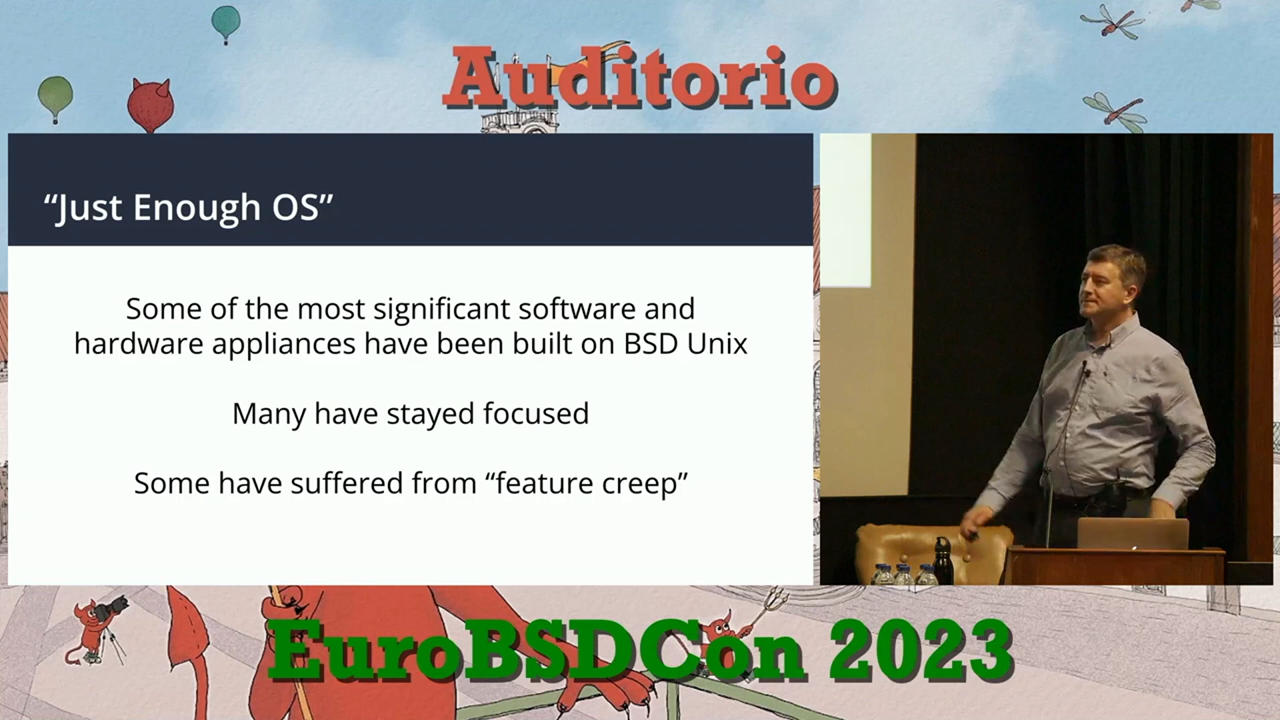 Auditorio
“Just Enough OS”
Some of the most significant software and
hardware appliances have been built on BSD Unix
Many have stayed focused
Some have suffered from “feature creep”
EuroBSDCon 2023